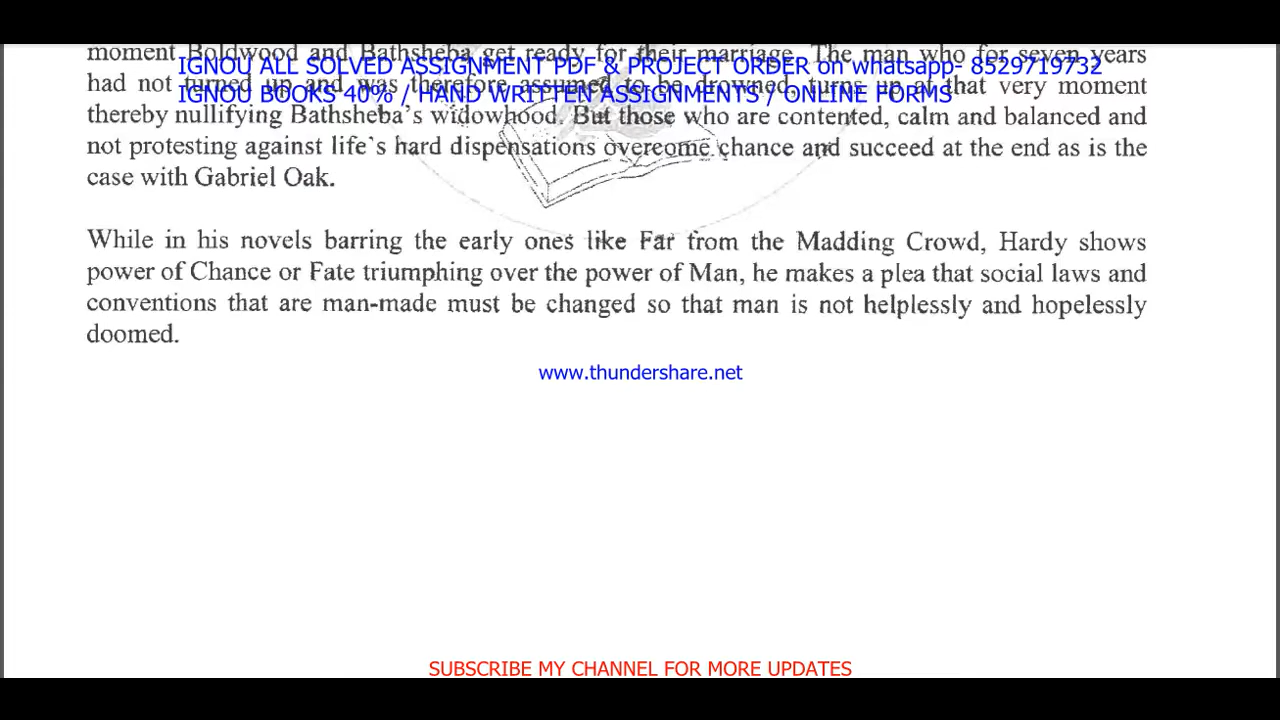 moment Boldwood and Bathsheba get ready for their marriage. The man who for seven years
IGNOU ALL SOLVED ASSIGNMENT PDF & PROJECT ORDER on whatsapp- 8529719732
had not turned up and was therefore assumed to be drowned, turns up at that very moment
IGNOU BOOKS 40% / HAND WRITTEN ASSIGNMENTS / ONLINE FORMS
thereby nullifying Bathsheba's widowhood. But those who are contented, calm and balanced and
not protesting against life's hard dispensations overcome chance and succeed at the end as is the
case with Gabriel Oak.
While in his novels barring the early ones like Far from the Madding Crowd, Hardy shows
power of Chance or Fate triumphing over the power of Man, he makes a plea that social laws and
conventions that are man-made must be changed so that man is not helplessly and hopelessly
doomed.
www.thundershare.net
SUBSCRIBE MY CHANNEL FOR MORE UPDATES